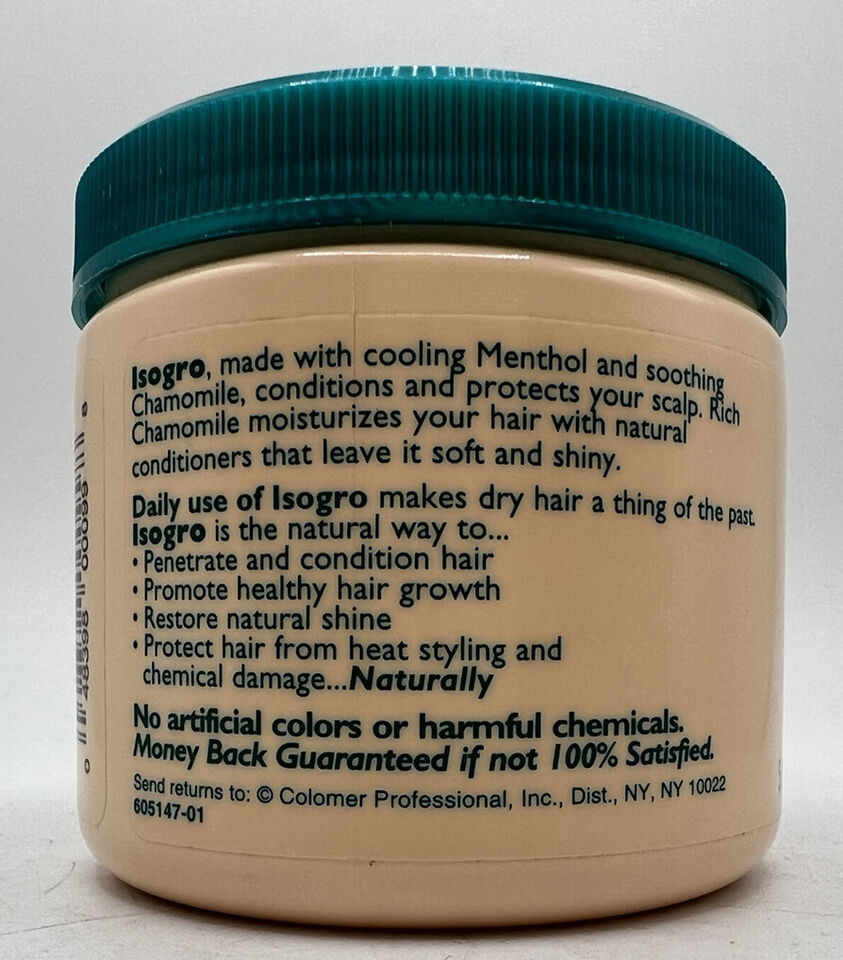 Isogro, made with cooling Menthol and soothing
Chamomile, conditions and protects your scalp. Rich
Chamomile moisturizes your hair with natural
conditioners that leave it soft and shiny.
Daily use of Isogro makes dry hair a thing of the past.
Isogro is the natural way to...
• Penetrate and condition hair
• Promote healthy hair growth
• Restore natural shine
• Protect hair from heat styling and
chemical damage...Naturally
No artificial colors or harmful chemicals.
Money Back Guaranteed if not 100% Satisfied.
Send returns to: © Colomer Professional, Inc., Dist., NY, NY 10022
605147-01